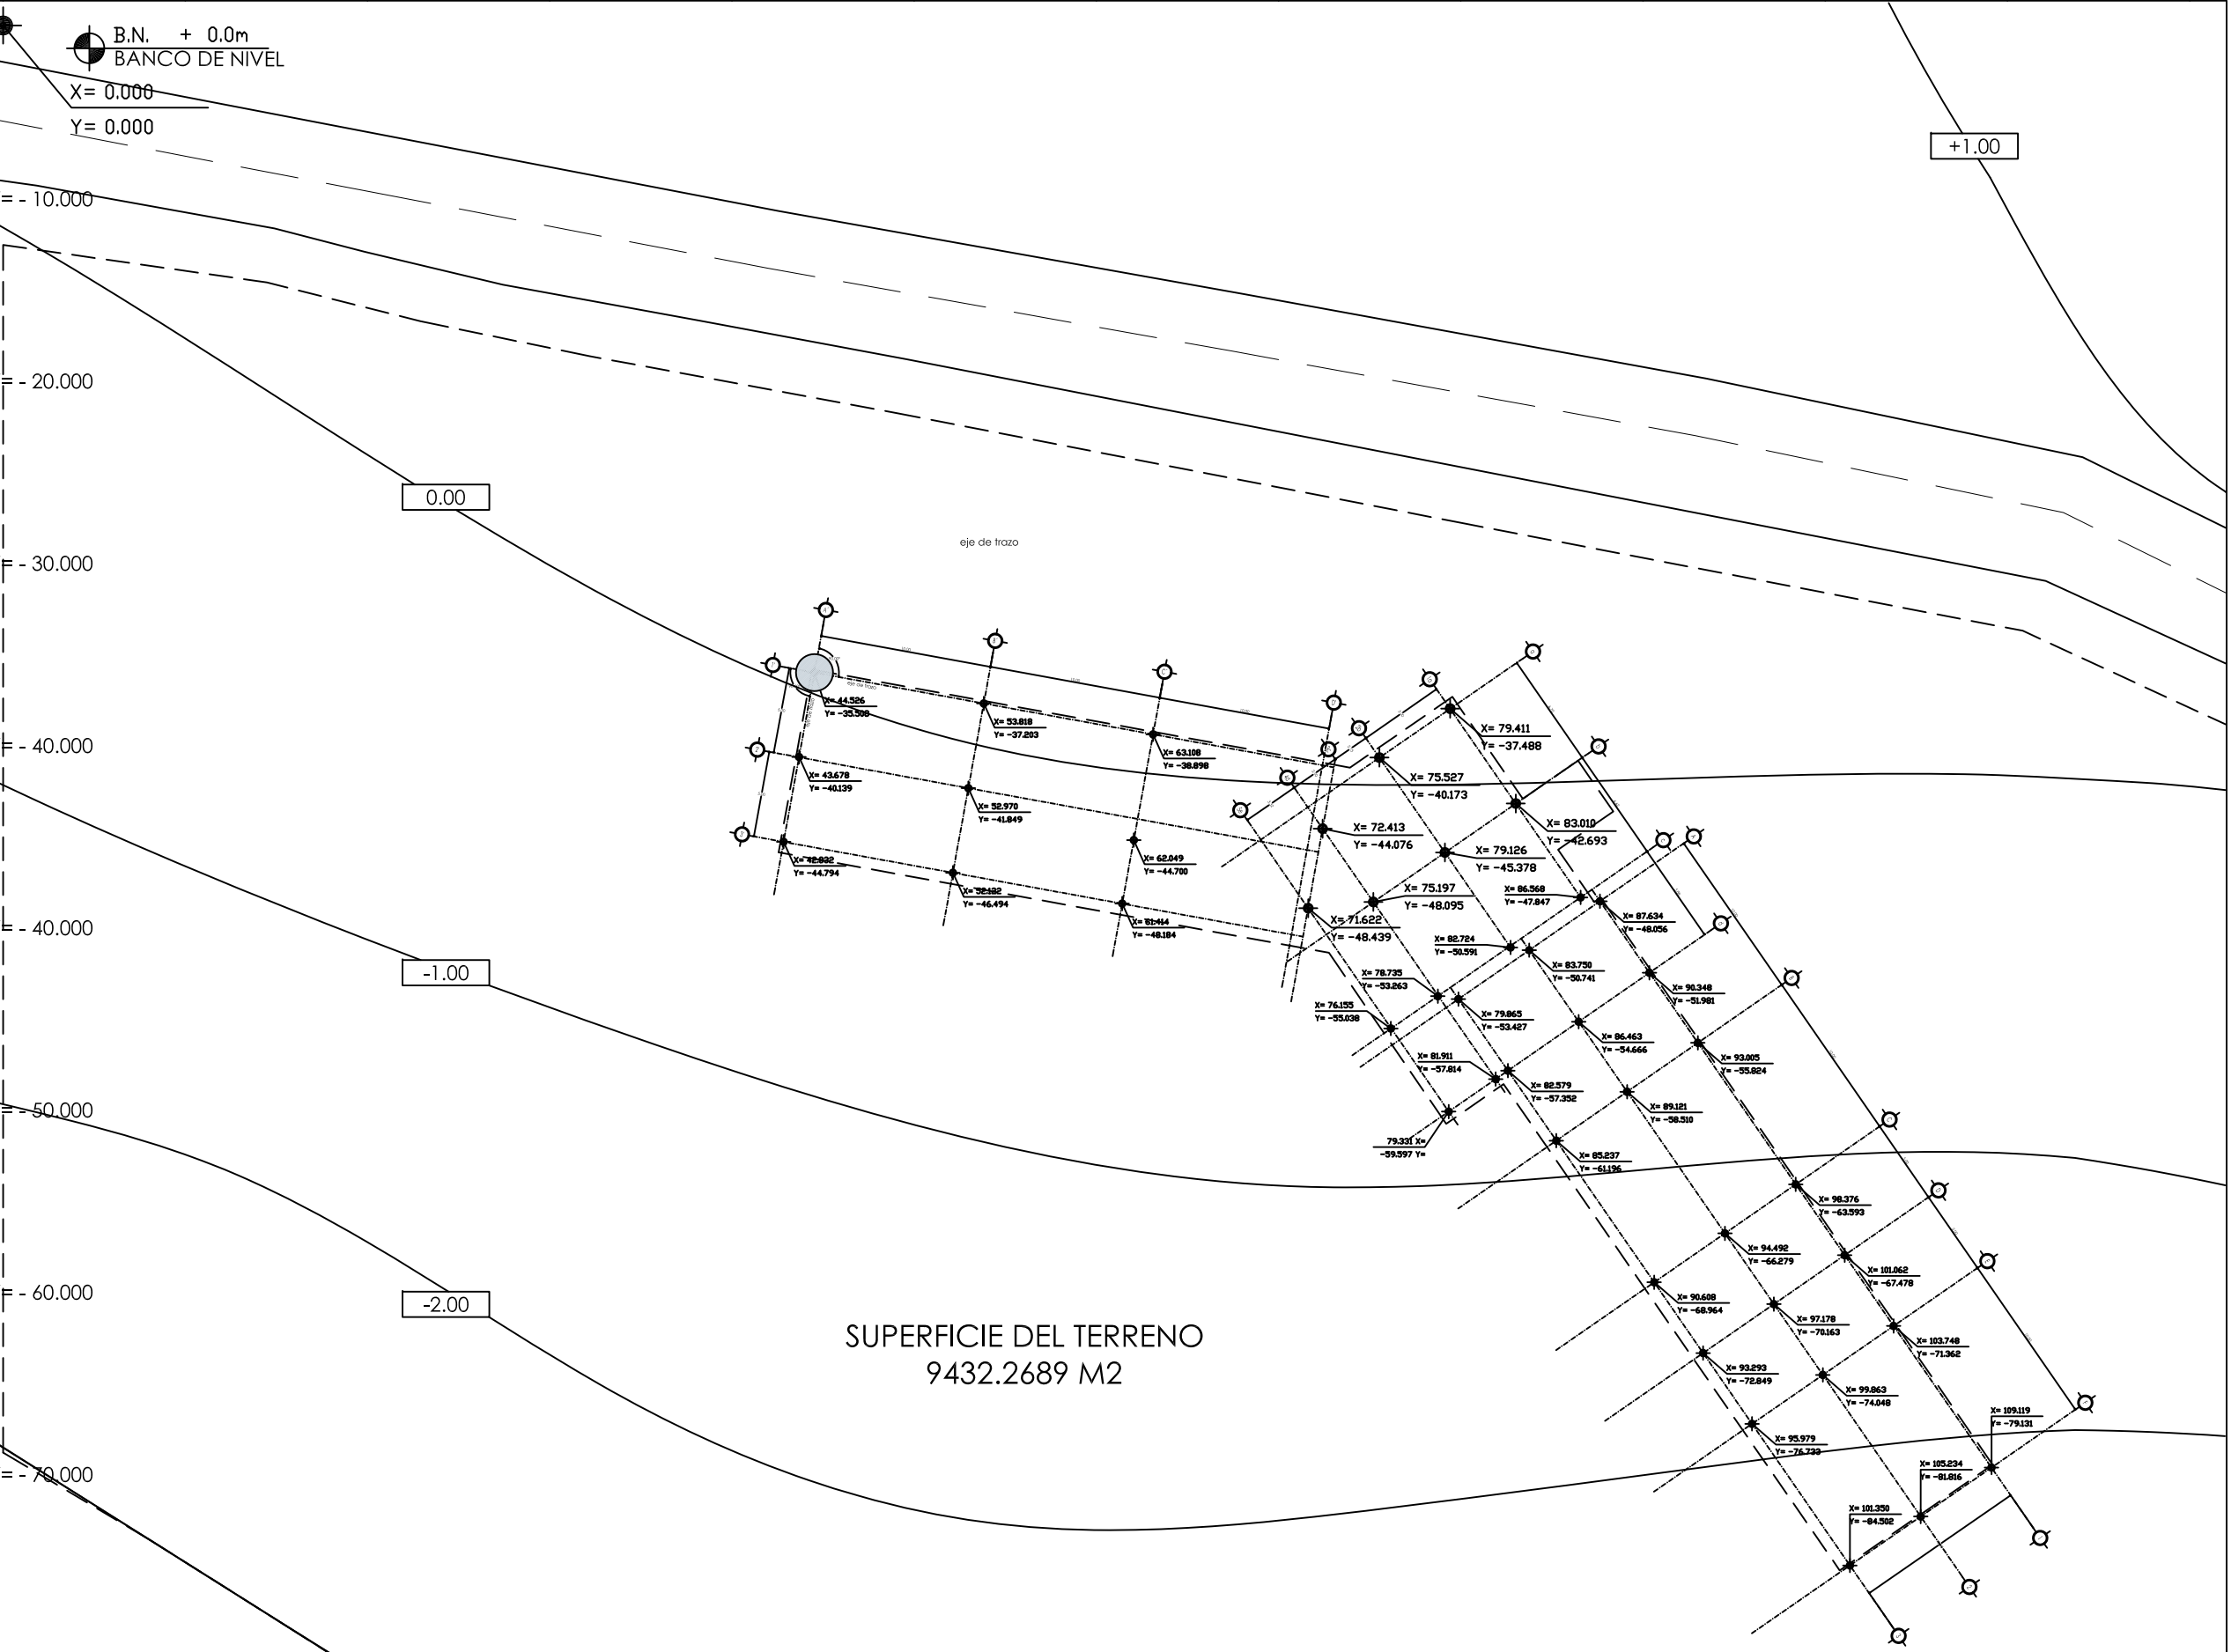 B.N. + 0.0m
BANCO DE NIVEL
X= 0.000
Y= 0.000
+1.00
= - 10.000
= - 20.000
0.00
eje de trazo
= - 30.000
eje de trazo
X= 44.526
Y= -35.508
X= 53.818
Y= -37.203
X= 63.108
Y= -38.898
X= 79.411
Y= -37.488
= - 40.000
X= 43.678
Y= -40.139
X= 52.970
Y= -41.849
X= 75.527
Y= -40.173
X= 72.413
Y= -44.076
X= 83.010
Y= -42.693
X= 79.126
Y= -45.378
X= 62.049
Y= -44.700
X= 42.832
Y= -44.794
X= 52.122
Y= -46.494
X= 61.414
Y= -48.184
X= 75.197
Y= -48.095
X= 71.622
Y= -48.439
X= 86.568
Y= -47.847
X= 87.634
Y= -48.056
= - 40.000
X= 82.724
Y= -50.591
X= 83.750
Y= -50.741
X= 78.735
Y= -53.263
X= 90.348
Y= -51.981
-1.00
X= 76.155
Y= -55.038
X= 79.865
Y= -53.427
X= 86.463
Y= -54.666
X= 93.005
Y= -55.824
X= 81.911
Y= -57.814
X= 82.579
Y= -57.352
= - 50.000
X= 89.121
Y= -58.510
79.331 X=
-59.597 Y=
X= 85.237
Y= -61.196
X= 98.376
Y= -63.593
X= 94.492
Y= -66.279
X= 101.062
Y= -67.478
= - 60.000
-2.00
X= 90.608
Y= -68.964
X= 97.178
Y= -70.163
X= 103.748
Y= -71.362
SUPERFICIE DEL TERRENO
9432.2689 M2
X= 93.293
Y= -72.849
X= 99.863
Y= -74.048
X= 95.979
Y= -76.733
X= 109.119
Y= -79.131
= - 70.000
X= 105.234
Y= -81.816
X= 101.350
Y= -84.502